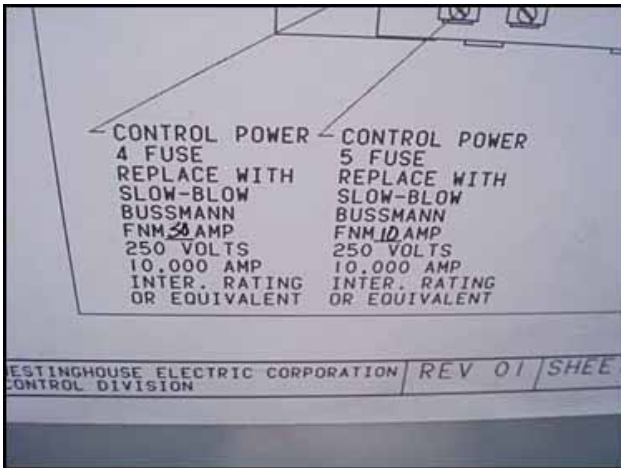 CONTROL POWER
4 FUSE
REPLACE WITH
SLOW-BLOW
BUSSMANN
FNM 30 AMP
250 VOLTS
10,000 AMP
INTER. RATING
OR EQUIVALENT
CONTROL POWER
5 FUSE
REPLACE WITH
SLOW-BLOW
BUSSMANN
FNM 10 AMP
250 VOLTS
10,000 AMP
INTER. RATING
OR EQUIVALENT
ESTINGHOUSE ELECTRIC CORPORATION
CONTROL DIVISION
REV 01
SHEE